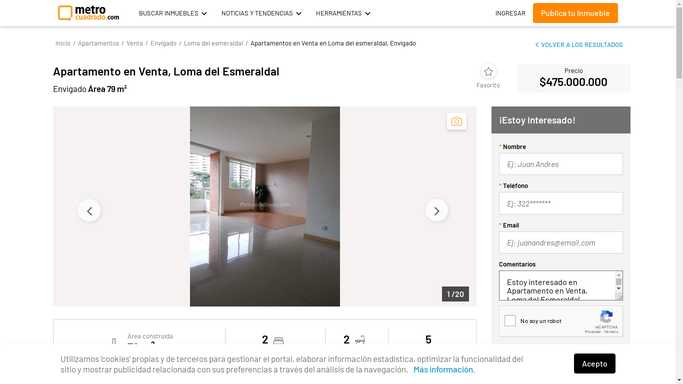 metro
cuadrado.com
BUSCAR INMUEBLES
NOTICIAS Y TENDENCIAS
HERRAMIENTAS
INGRESAR
Publica tu Inmueble
Inicio / Apartamentos / Venta / Envigado / Loma del esmeraldal / Apartamentos en Venta en Loma del esmeraldal, Envigado
VOLVER A LOS RESULTADOS
Apartamento en Venta, Loma del Esmeraldal
Envigado Área 79 m²
Favorito
Precio
$475.000.000
1 / 20
¡Estoy Interesado!
* Nombre
Ej: Juan Andres
* Teléfono
Ej: 322*******
* Email
Ej: juanandres@email.com
Comentarios
Estoy interesado en
Apartamento en Venta,
Loma del Esmeraldal
No soy un robot
reCAPTCHA
Privacidad - Términos
Área construida
2
2
5
Utilizamos 'cookies' propias y de terceros para gestionar el portal, elaborar información estadística, optimizar la funcionalidad del
sitio y mostrar publicidad relacionada con sus preferencias a través del análisis de la navegación. Más información.
Acepto